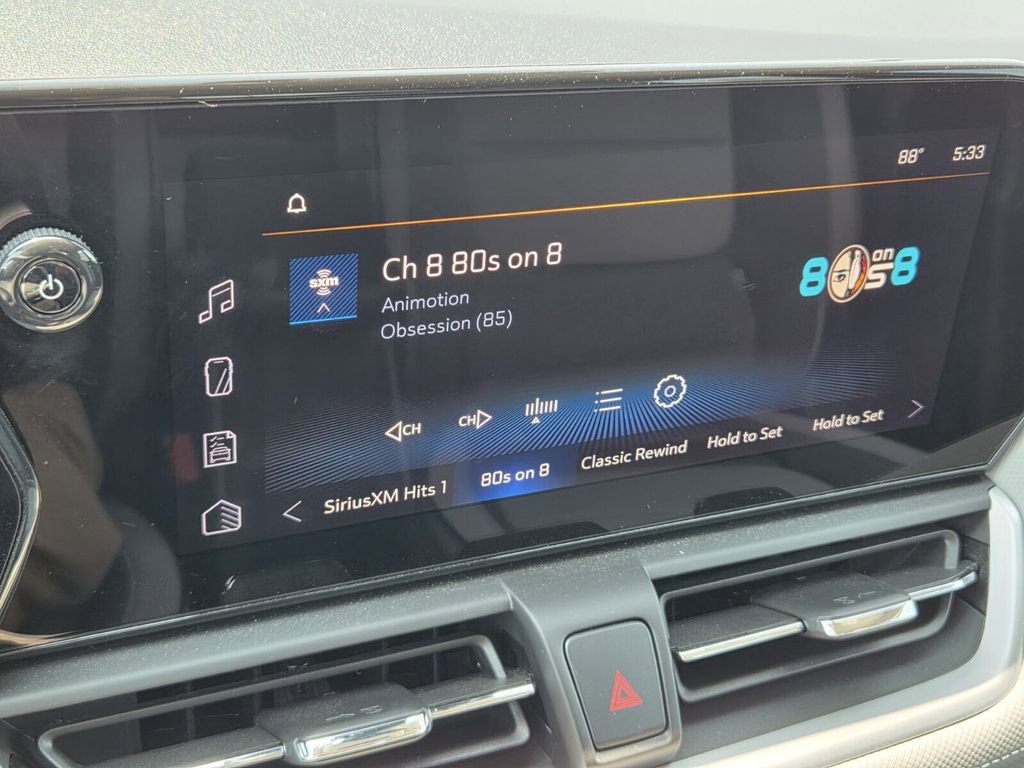 88° 5:33
sxm
Ch 8 80s on 8
Animotion
Obsession (85)
80s on 8
CH
CH
SiriusXM Hits 1
80s on 8
Classic Rewind
Hold to Set
Hold to Set